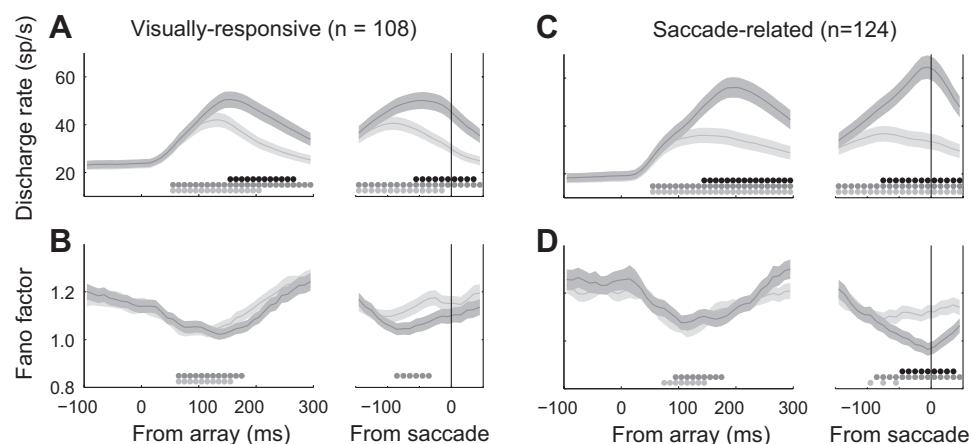 A Visually-responsive (n = 108)
C Saccade-related (n=124)
Discharge rate (sp/s)
60
40
20
B
D
Fano factor
1.2
1.0
0.8
−100 0 100 200 300 −100 0 −100 0 100 200 300 −100 0
From array (ms) From saccade From array (ms) From saccade